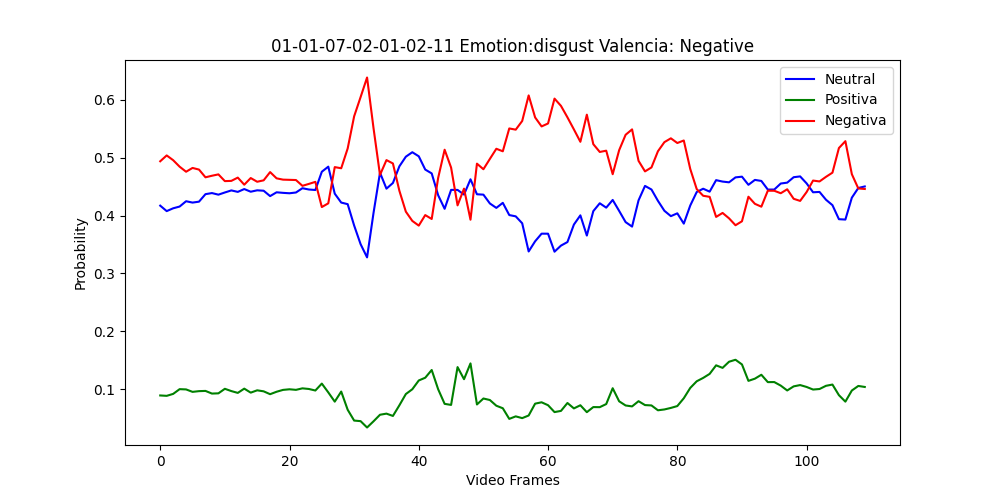 01-01-07-02-01-02-11 Emotion:disgust Valencia: Negative
Neutral
Positiva
Negativa
Probability
0.6
0.5
0.4
0.3
0.2
0.1
0 20 40 60 80 100
Video Frames